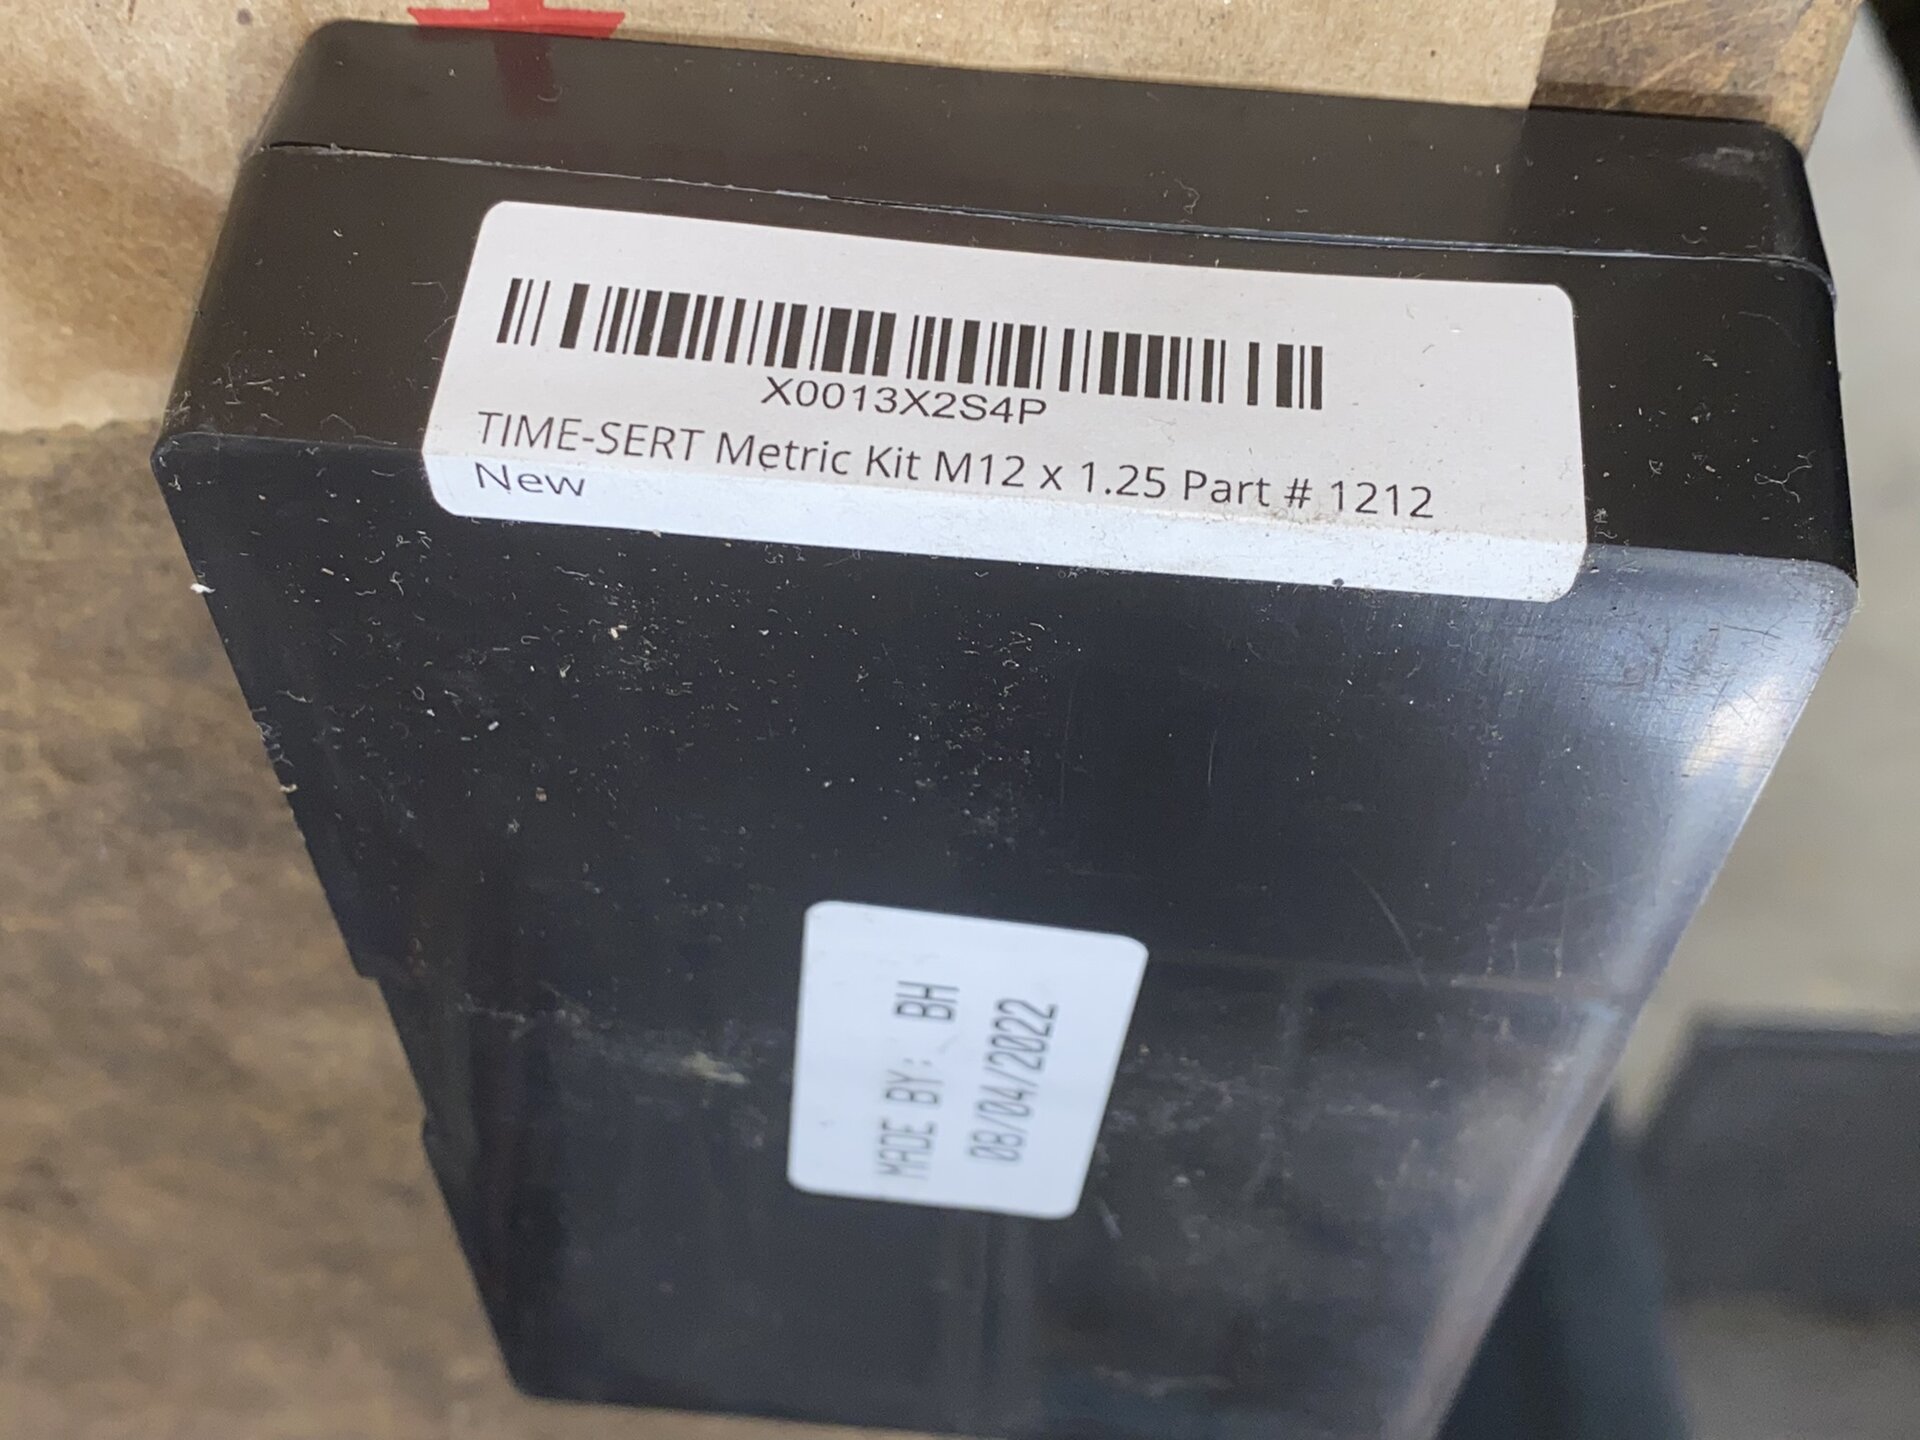 X0013X2S4P
TIME-SERT Metric Kit M12 x 1.25 Part # 1212
New
MADE BY: BH
08/04/2022